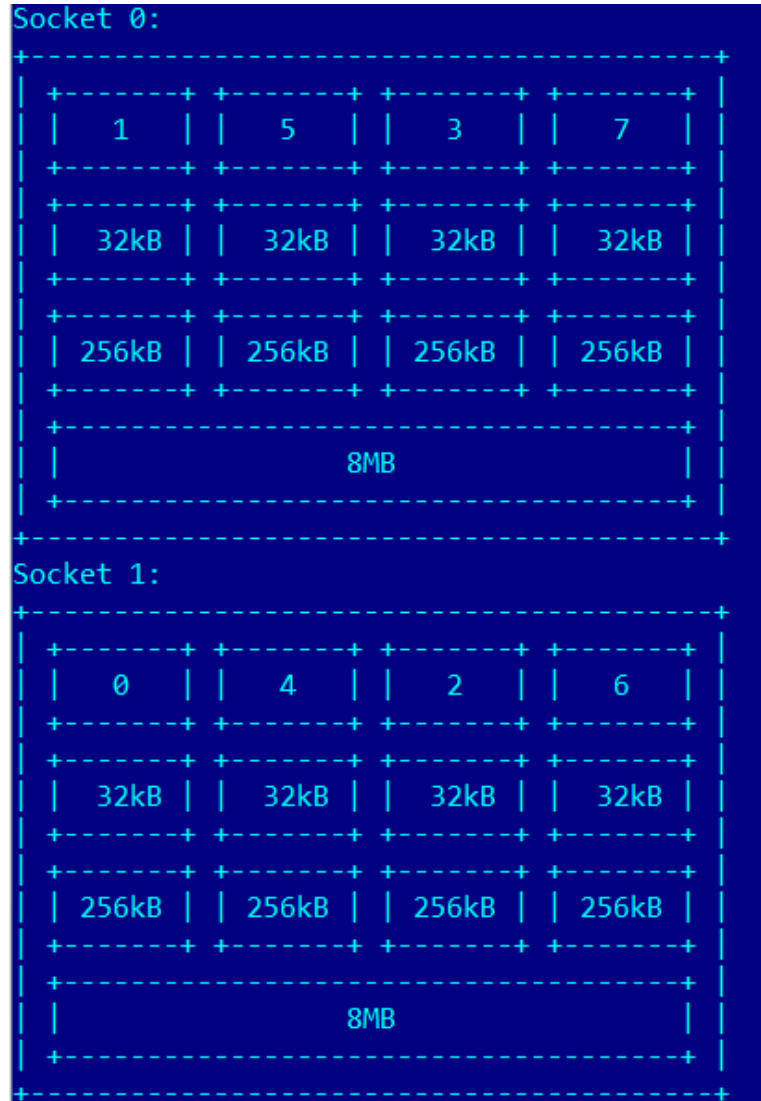 Socket 0:
+-----------------------------------------+
| +-------+ +-------+ +-------+ +-------+ |
| |   1   | |   5   | |   3   | |   7   | |
| +-------+ +-------+ +-------+ +-------+ |
| +-------+ +-------+ +-------+ +-------+ |
| |  32kB | |  32kB | |  32kB | |  32kB | |
| +-------+ +-------+ +-------+ +-------+ |
| +-------+ +-------+ +-------+ +-------+ |
| | 256kB | | 256kB | | 256kB | | 256kB | |
| +-------+ +-------+ +-------+ +-------+ |
| +-------------------------------------+ |
| |                 8MB                 | |
| +-------------------------------------+ |
+-----------------------------------------+
Socket 1:
+-----------------------------------------+
| +-------+ +-------+ +-------+ +-------+ |
| |   0   | |   4   | |   2   | |   6   | |
| +-------+ +-------+ +-------+ +-------+ |
| +-------+ +-------+ +-------+ +-------+ |
| |  32kB | |  32kB | |  32kB | |  32kB | |
| +-------+ +-------+ +-------+ +-------+ |
| +-------+ +-------+ +-------+ +-------+ |
| | 256kB | | 256kB | | 256kB | | 256kB | |
| +-------+ +-------+ +-------+ +-------+ |
| +-------------------------------------+ |
| |                 8MB                 | |
| +-------------------------------------+ |
+-----------------------------------------+